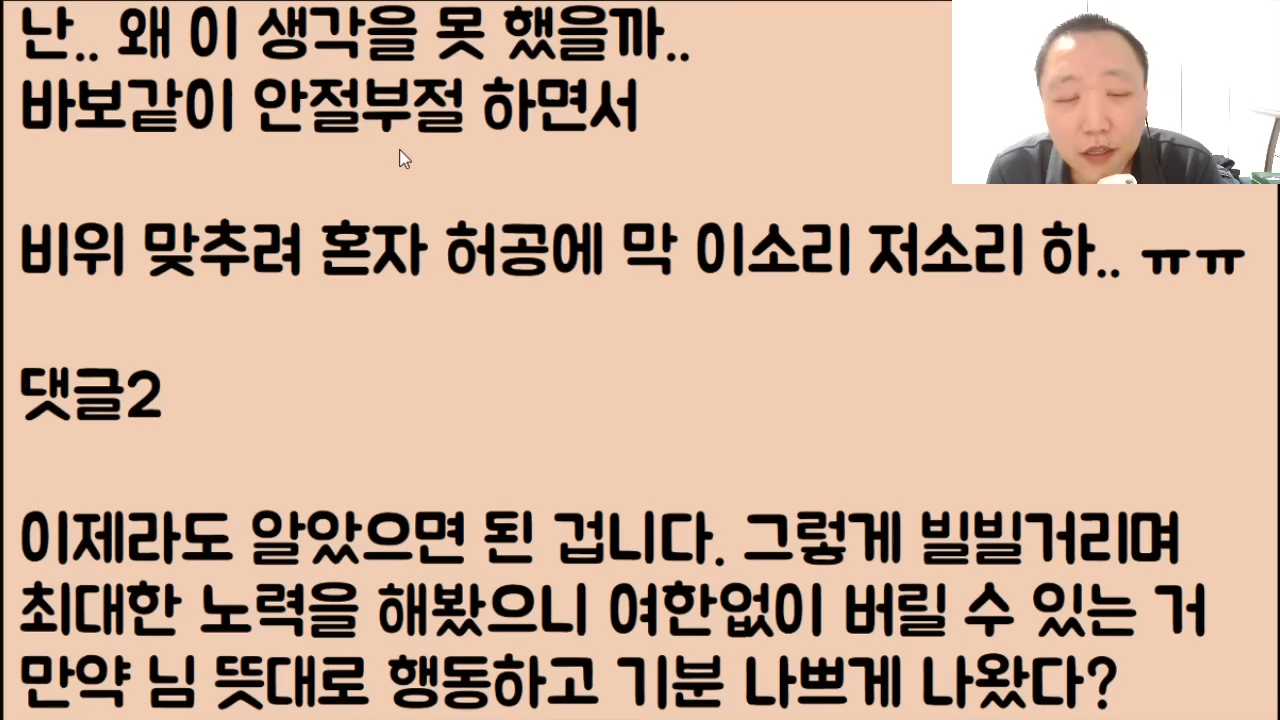 난.. 왜 이 생각을 못 했을까..
바보같이 안절부절 하면서
비위 맞추려 혼자 허공에 막 이소리 저소리 하.. ㅠㅠ
댓글2
이제라도 알았으면 된 겁니다. 그렇게 빌빌거리며
최대한 노력을 해봤으니 여한없이 버릴 수 있는 거
만약 님 뜻대로 행동하고 기분 나쁘게 나왔다?